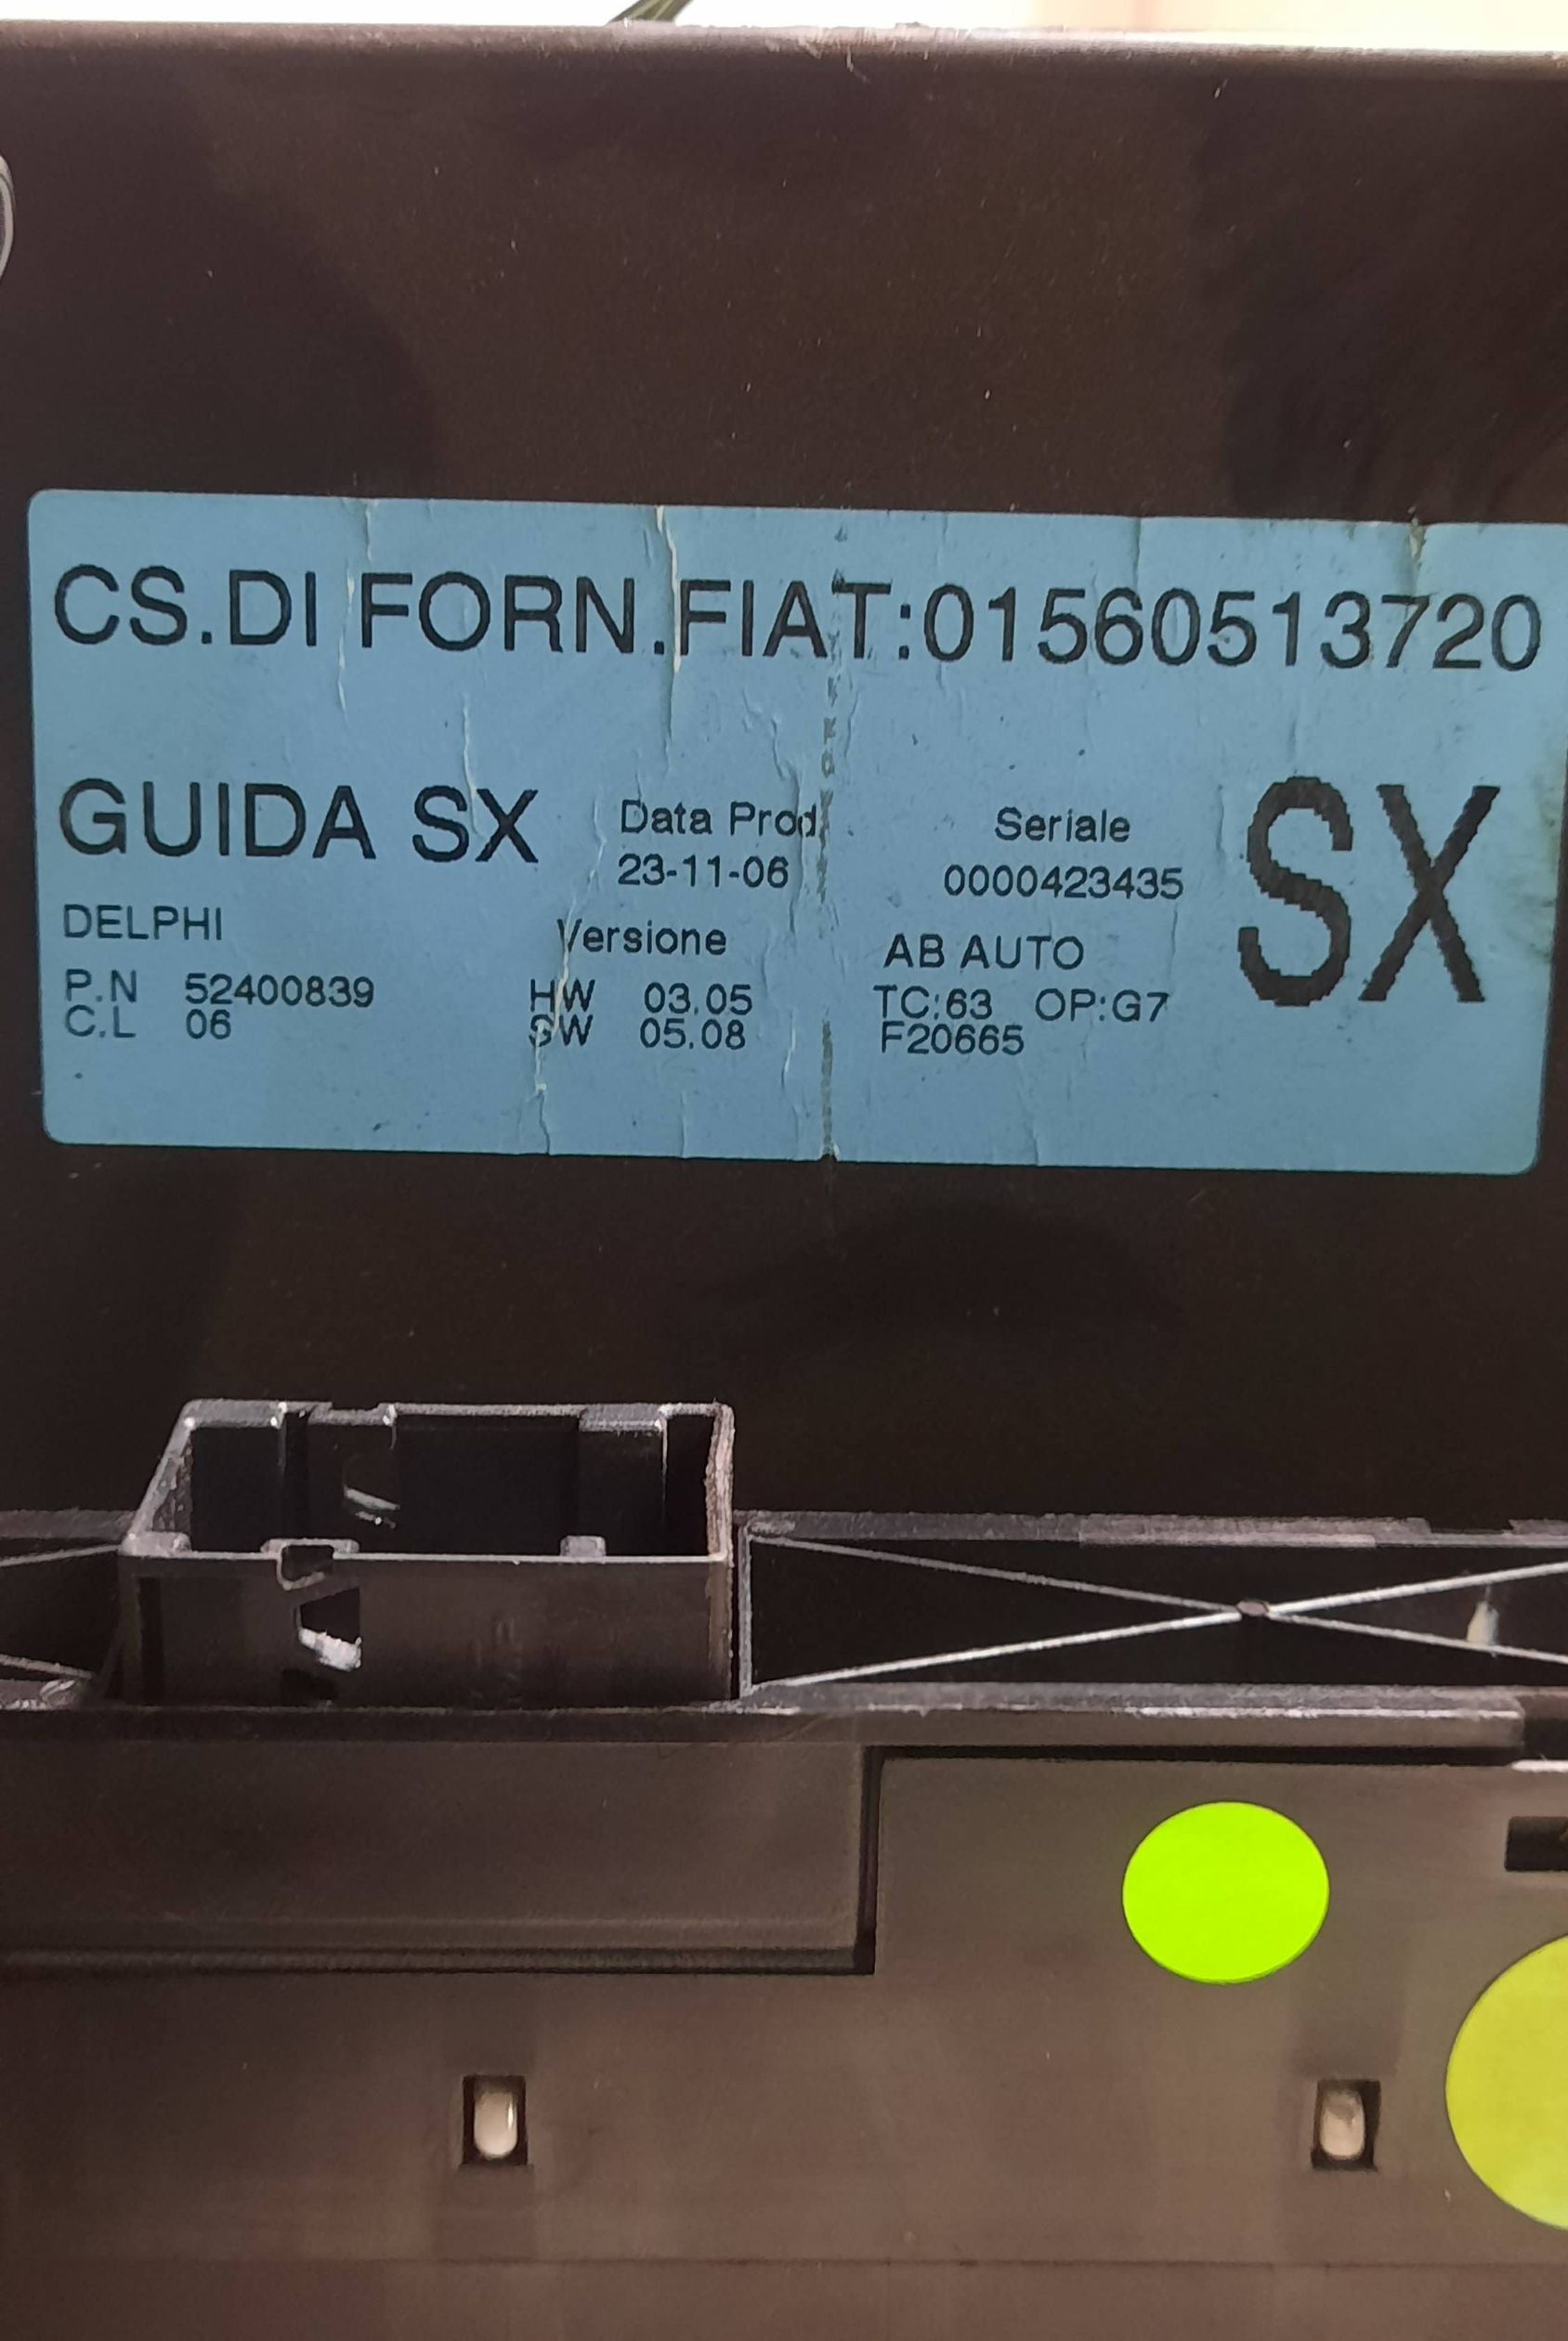 CS.DI FORN.FIAT:01560513720
GUIDA SX
Data Prod.
Seriale
SX
23-11-06
0000423435
DELPHI
Versione
AB AUTO
P.N 52400839
HW 03.05
TC:63 OP:G7
C.L 06
SW 05.08
F20665